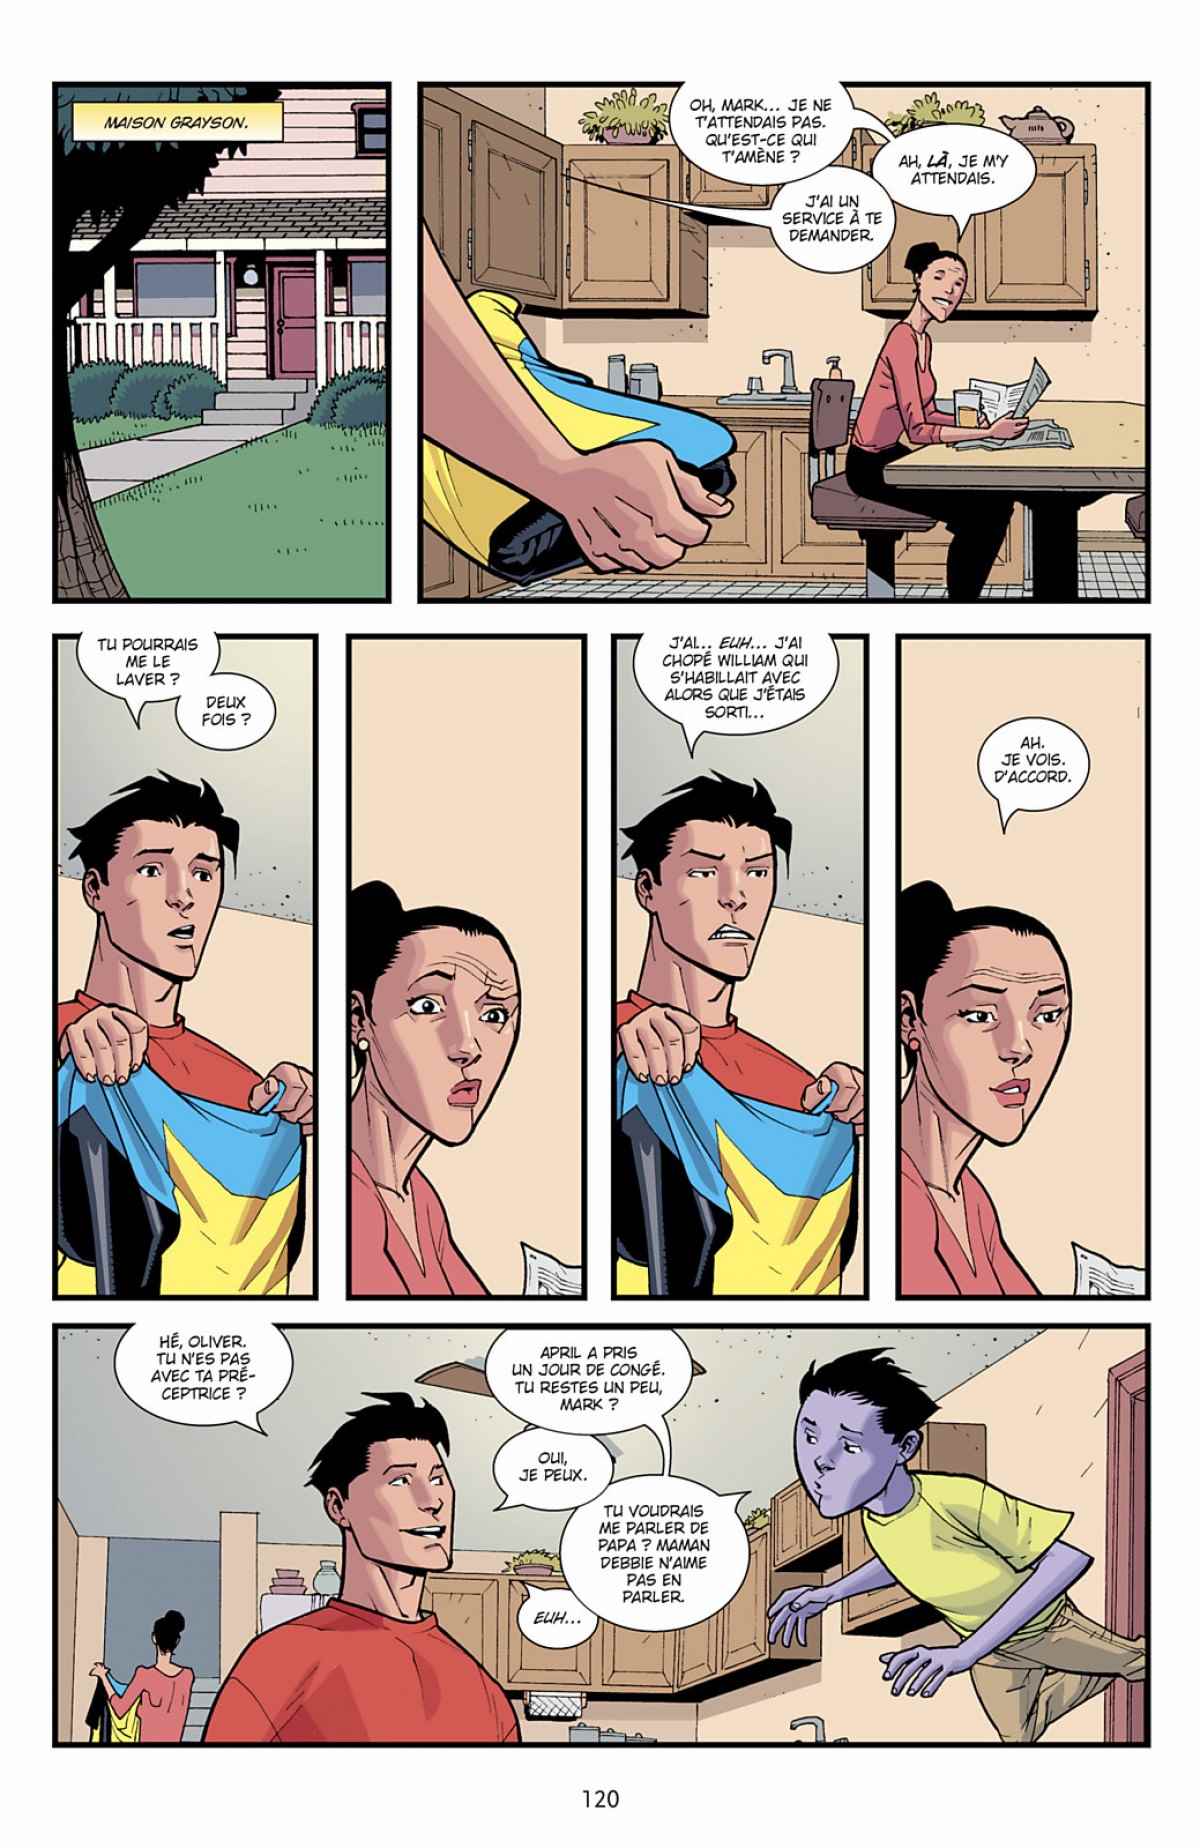 MAISON GRAYSON.
OH, MARK... JE NE
T'ATTENDAIS PAS.
QU'EST-CE QUI
T'AMÈNE ?
J'AI UN
SERVICE À TE
DEMANDER.
AH, LÀ, JE M'Y
ATTENDAIS.
TU POURRAIS
ME LE
LAVER ?
DEUX
FOIS ?
J'AI... EUH... J'AI
CHOPÉ WILLIAM QUI
S'HABILLAIT AVEC
ALORS QUE J'ÉTAIS
SORTI...
AH.
JE VOIS.
D'ACCORD.
HÉ, OLIVER.
TU N'ES PAS
AVEC TA PRÉ-
CEPTRICE ?
APRIL A PRIS
UN JOUR DE CONGÉ.
TU RESTES UN PEU,
MARK ?
OUI,
JE PEUX.
TU VOUDRAIS
ME PARLER DE
PAPA ? MAMAN
DEBBIE N'AIME
PAS EN
PARLER.
EUH...
120